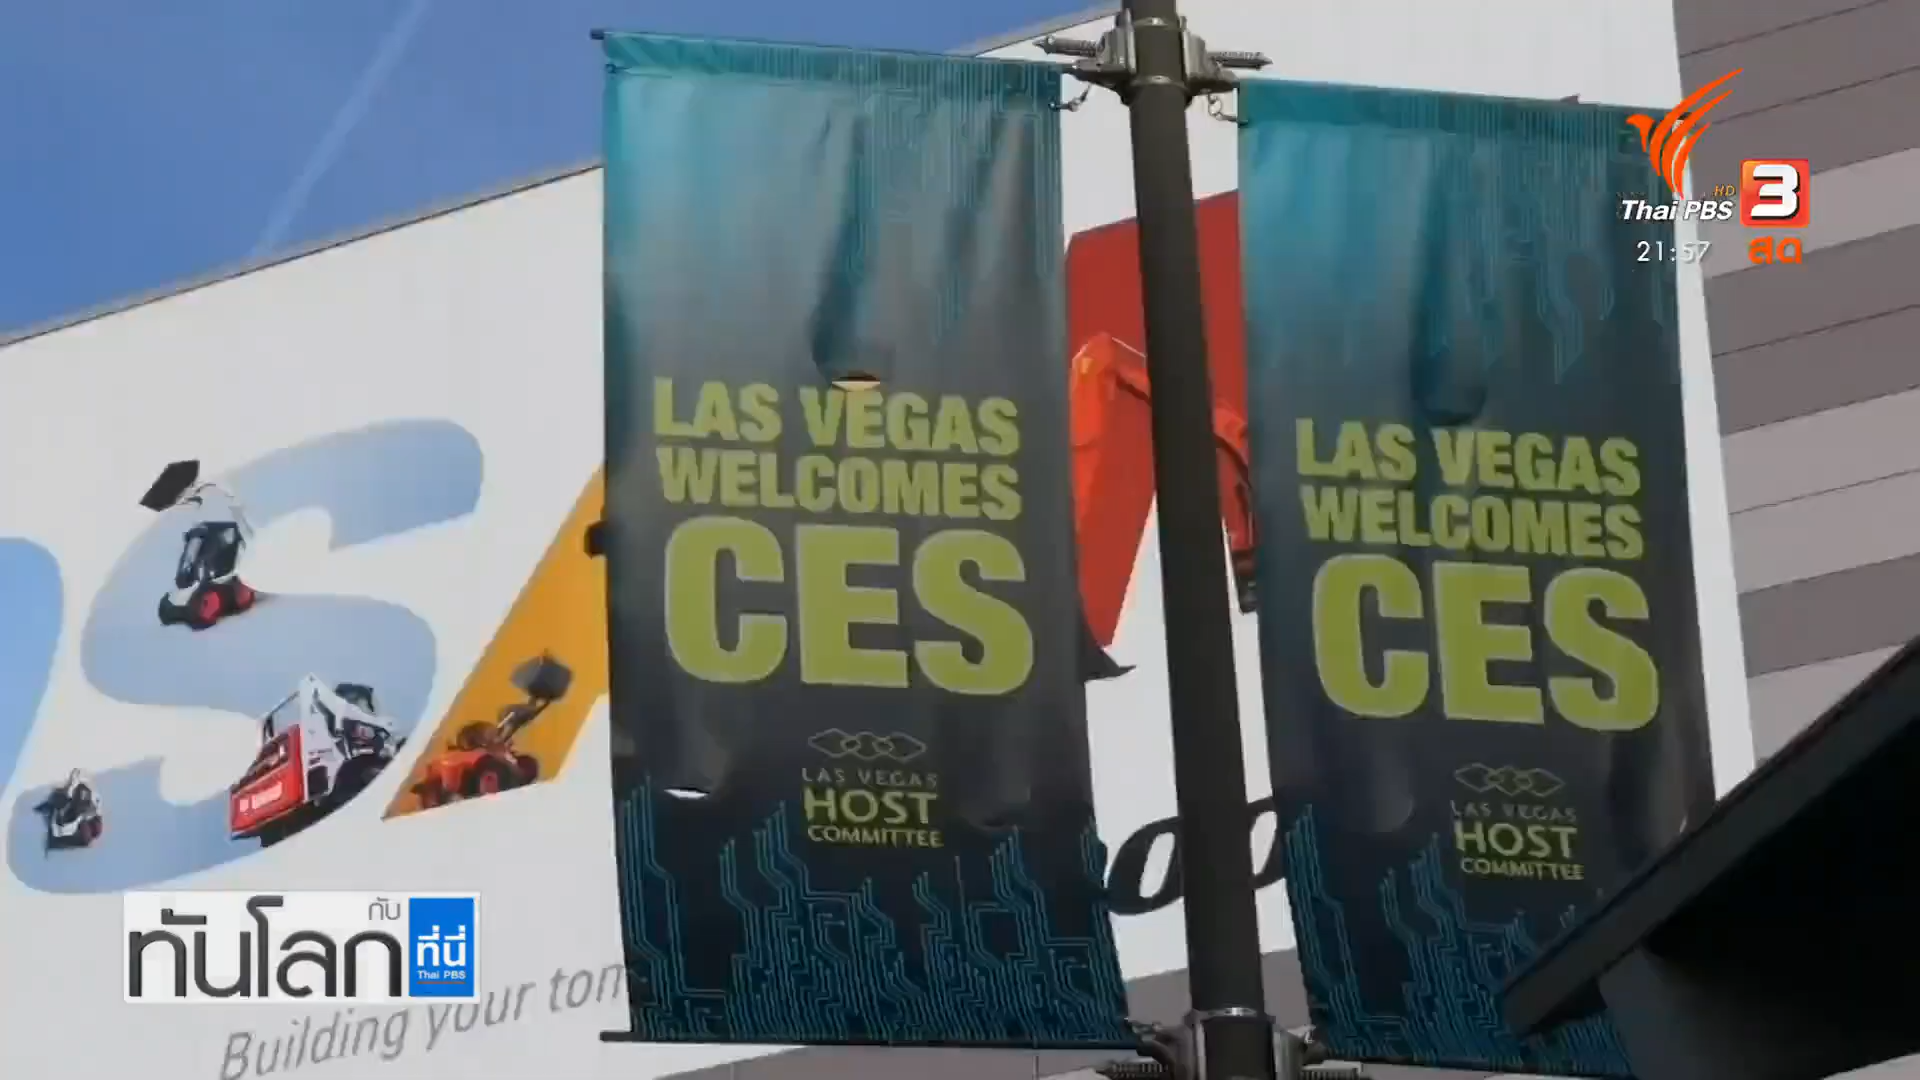 LAS VEGAS
WELCOMES
CES
LAS VEGAS
HOST
COMMITTEE
LAS VEGAS
WELCOMES
CES
LAS VEGAS
HOST
COMMITTEE
Thai PBS HD 3
21:57 สด
ทันโลก กับ ที่นี่
Thai PBS
Building your